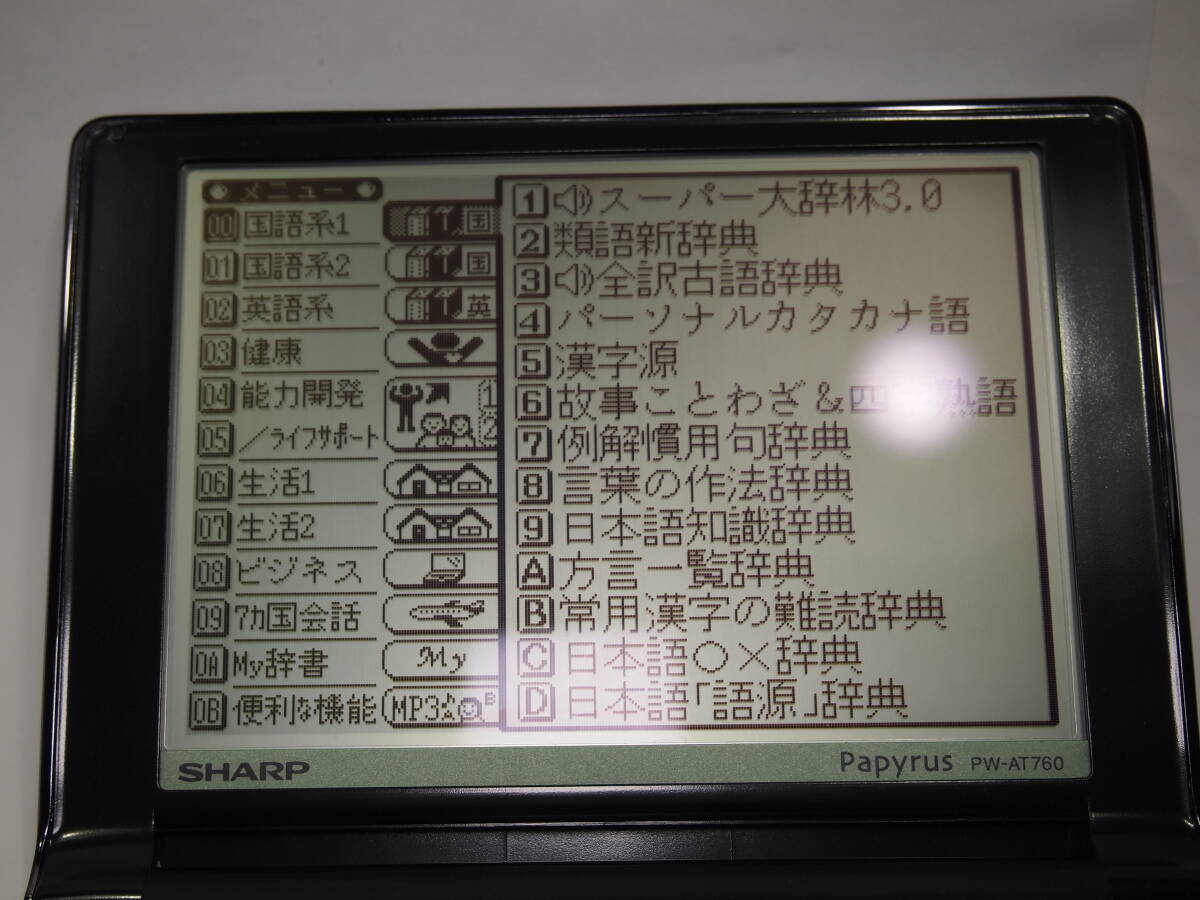 メニュー
00 国語系1 国
01 国語系2 国
02 英語系 英
03 健康
04 能力開発 1
05 /ライフサポート 2
06 生活1
07 生活2
08 ビジネス
09 7カ国会話
0A My辞書 My
0B 便利な機能 MP3 B
1 スーパー大辞林3.0
2 類語新辞典
3 全訳古語辞典
4 パーソナルカタカナ語
5 漢字源
6 故事ことわざ&四字熟語
7 例解慣用句辞典
8 言葉の作法辞典
9 日本語知識辞典
A 方言一覧辞典
B 常用漢字の難読辞典
C 日本語○×辞典
D 日本語「語源」辞典
SHARP
Papyrus PW-AT760